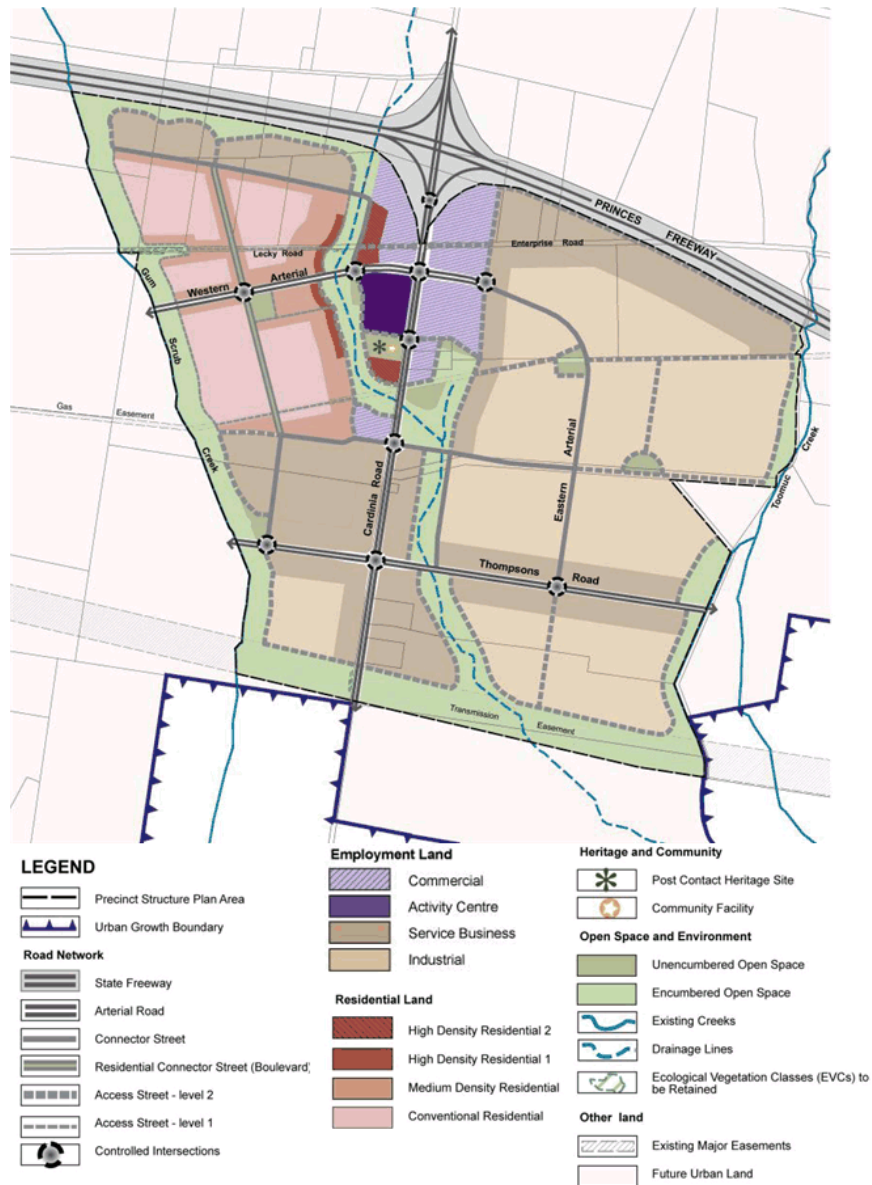 PRINCES
FREEWAY
Enterprise Road
Lecky Road
Western
Arterial
Gum
Scrub
Creek
Gas
Easement
Cardinia Road
Eastern
Arterial
Toomuc
Creek
Thompsons
Road
Transmission
Easement
LEGEND
Precinct Structure Plan Area
Urban Growth Boundary
Road Network
State Freeway
Arterial Road
Connector Street
Residential Connector Street (Boulevard)
Access Street - level 2
Access Street - level 1
Controlled Intersections
Employment Land
Commercial
Activity Centre
Service Business
Industrial
Residential Land
High Density Residential 2
High Density Residential 1
Medium Density Residential
Conventional Residential
Heritage and Community
Post Contact Heritage Site
Community Facility
Open Space and Environment
Unencumbered Open Space
Encumbered Open Space
Existing Creeks
Drainage Lines
Ecological Vegetation Classes (EVCs) to
be Retained
Other land
Existing Major Easements
Future Urban Land